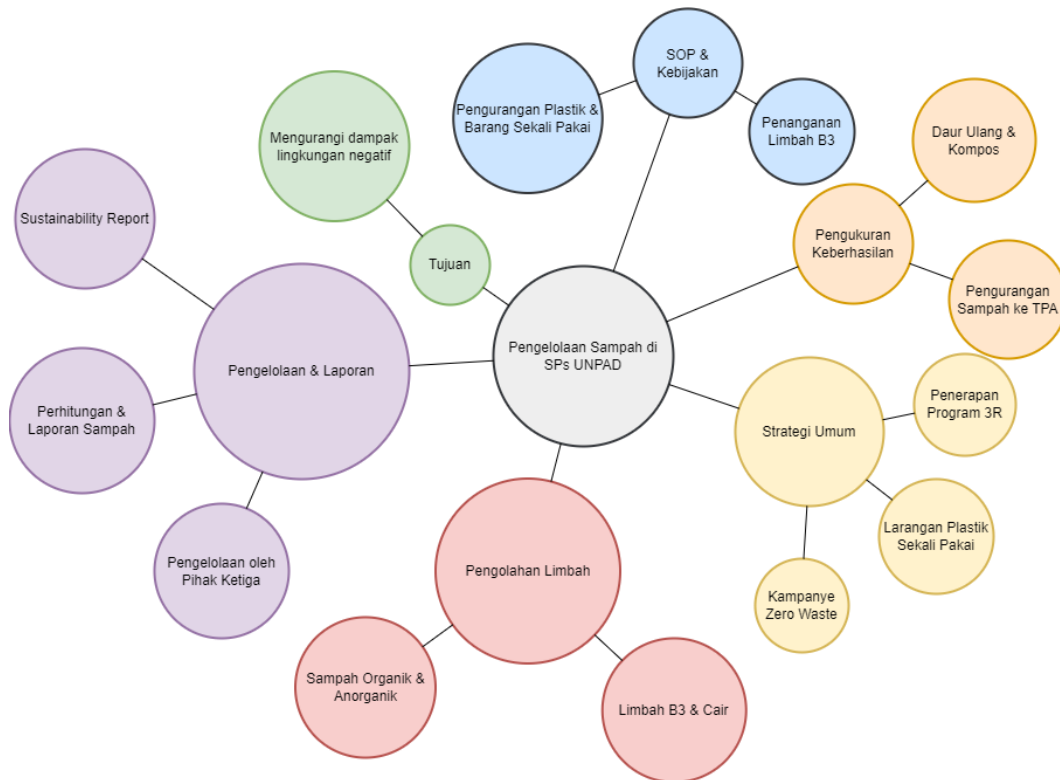 SOP &
Kebijakan
Pengurangan Plastik &
Barang Sekali Pakai
Penanganan
Limbah B3
Mengurangi dampak
lingkungan negatif
Tujuan
Daur Ulang &
Kompos
Pengukuran
Keberhasilan
Pengurangan
Sampah ke TPA
Sustainability Report
Pengelolaan & Laporan
Perhitungan &
Laporan Sampah
Pengelolaan oleh
Pihak Ketiga
Pengelolaan Sampah di
SPs UNPAD
Strategi Umum
Penerapan
Program 3R
Larangan Plastik
Sekali Pakai
Kampanye
Zero Waste
Pengolahan Limbah
Sampah Organik &
Anorganik
Limbah B3 & Cair